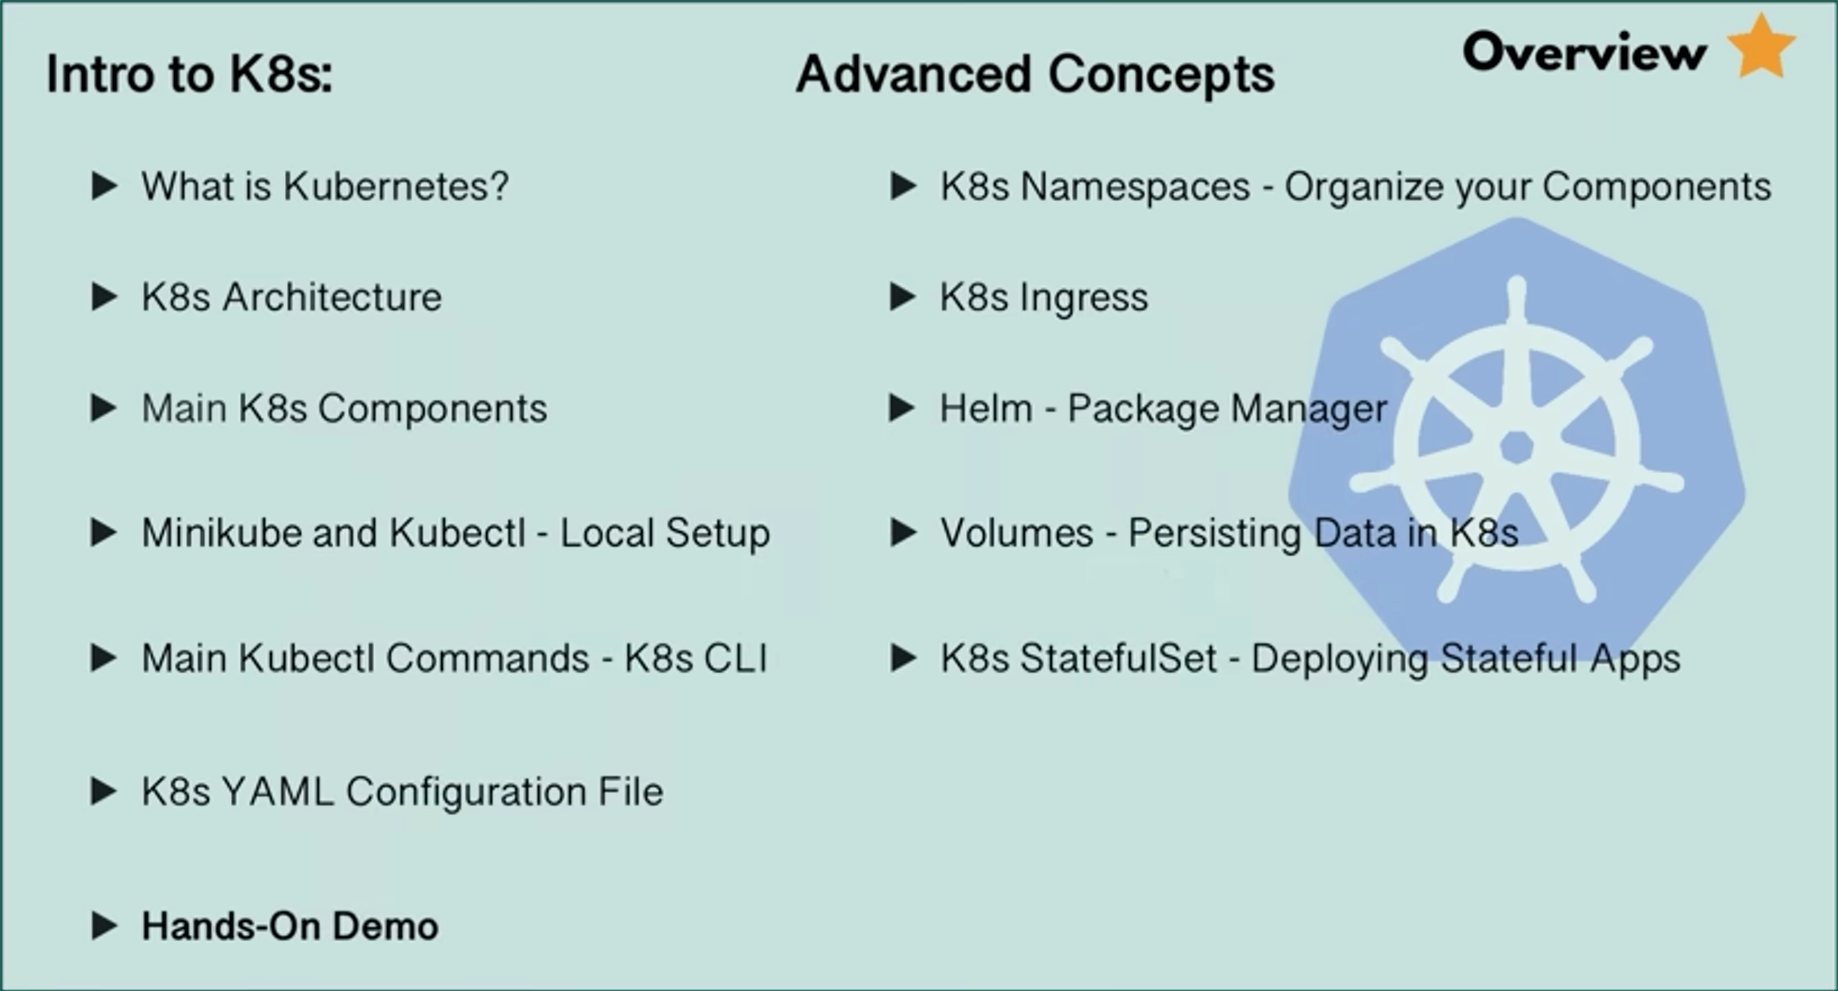 Overview
Intro to K8s:
What is Kubernetes?
K8s Architecture
Main K8s Components
Minikube and Kubectl - Local Setup
Main Kubectl Commands - K8s CLI
K8s YAML Configuration File
Hands-On Demo
Advanced Concepts
K8s Namespaces - Organize your Components
K8s Ingress
Helm - Package Manager
Volumes - Persisting Data in K8s
K8s StatefulSet - Deploying Stateful Apps